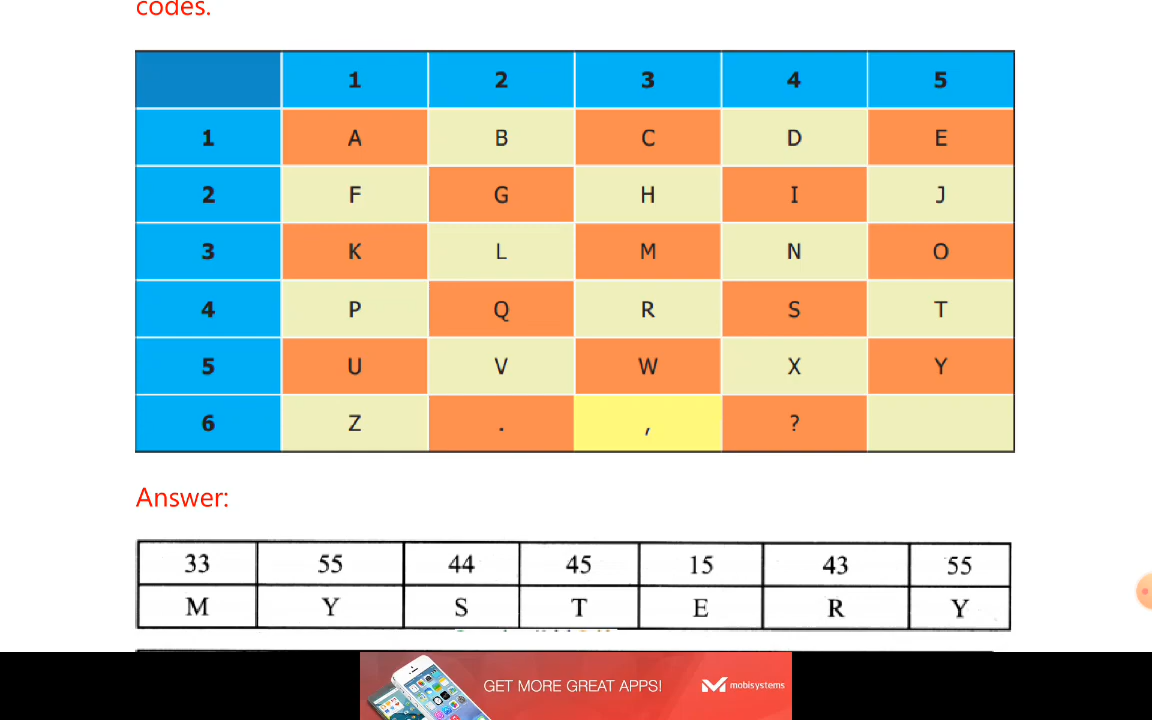 codes.
1 2 3 4 5
1 A B C D E
2 F G H I J
3 K L M N O
4 P Q R S T
5 U V W X Y
6 Z . , ?
Answer:
33 55 44 45 15 43 55
M Y S T E R Y
GET MORE GREAT APPS! mobisystems